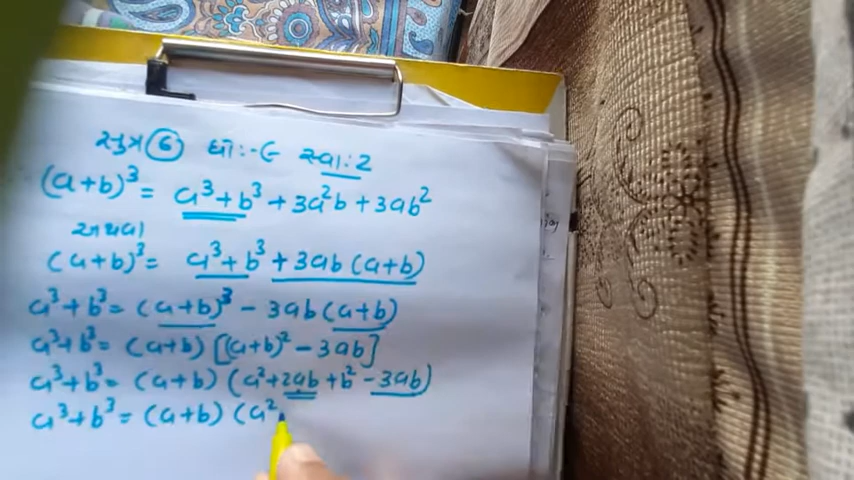 સૂત્ર ⑥ ધો:-૯ સ્વા: 2
(a+b)³ = a³+b³ + 3a²b + 3ab²
અથવા
(a+b)³ = a³+b³ + 3ab (a+b)
a³+b³ = (a+b)³ - 3ab (a+b)
a³+b³ = (a+b) [(a+b)² - 3ab]
a³+b³ = (a+b) (a²+2ab+b² - 3ab)
a³+b³ = (a+b) (a²